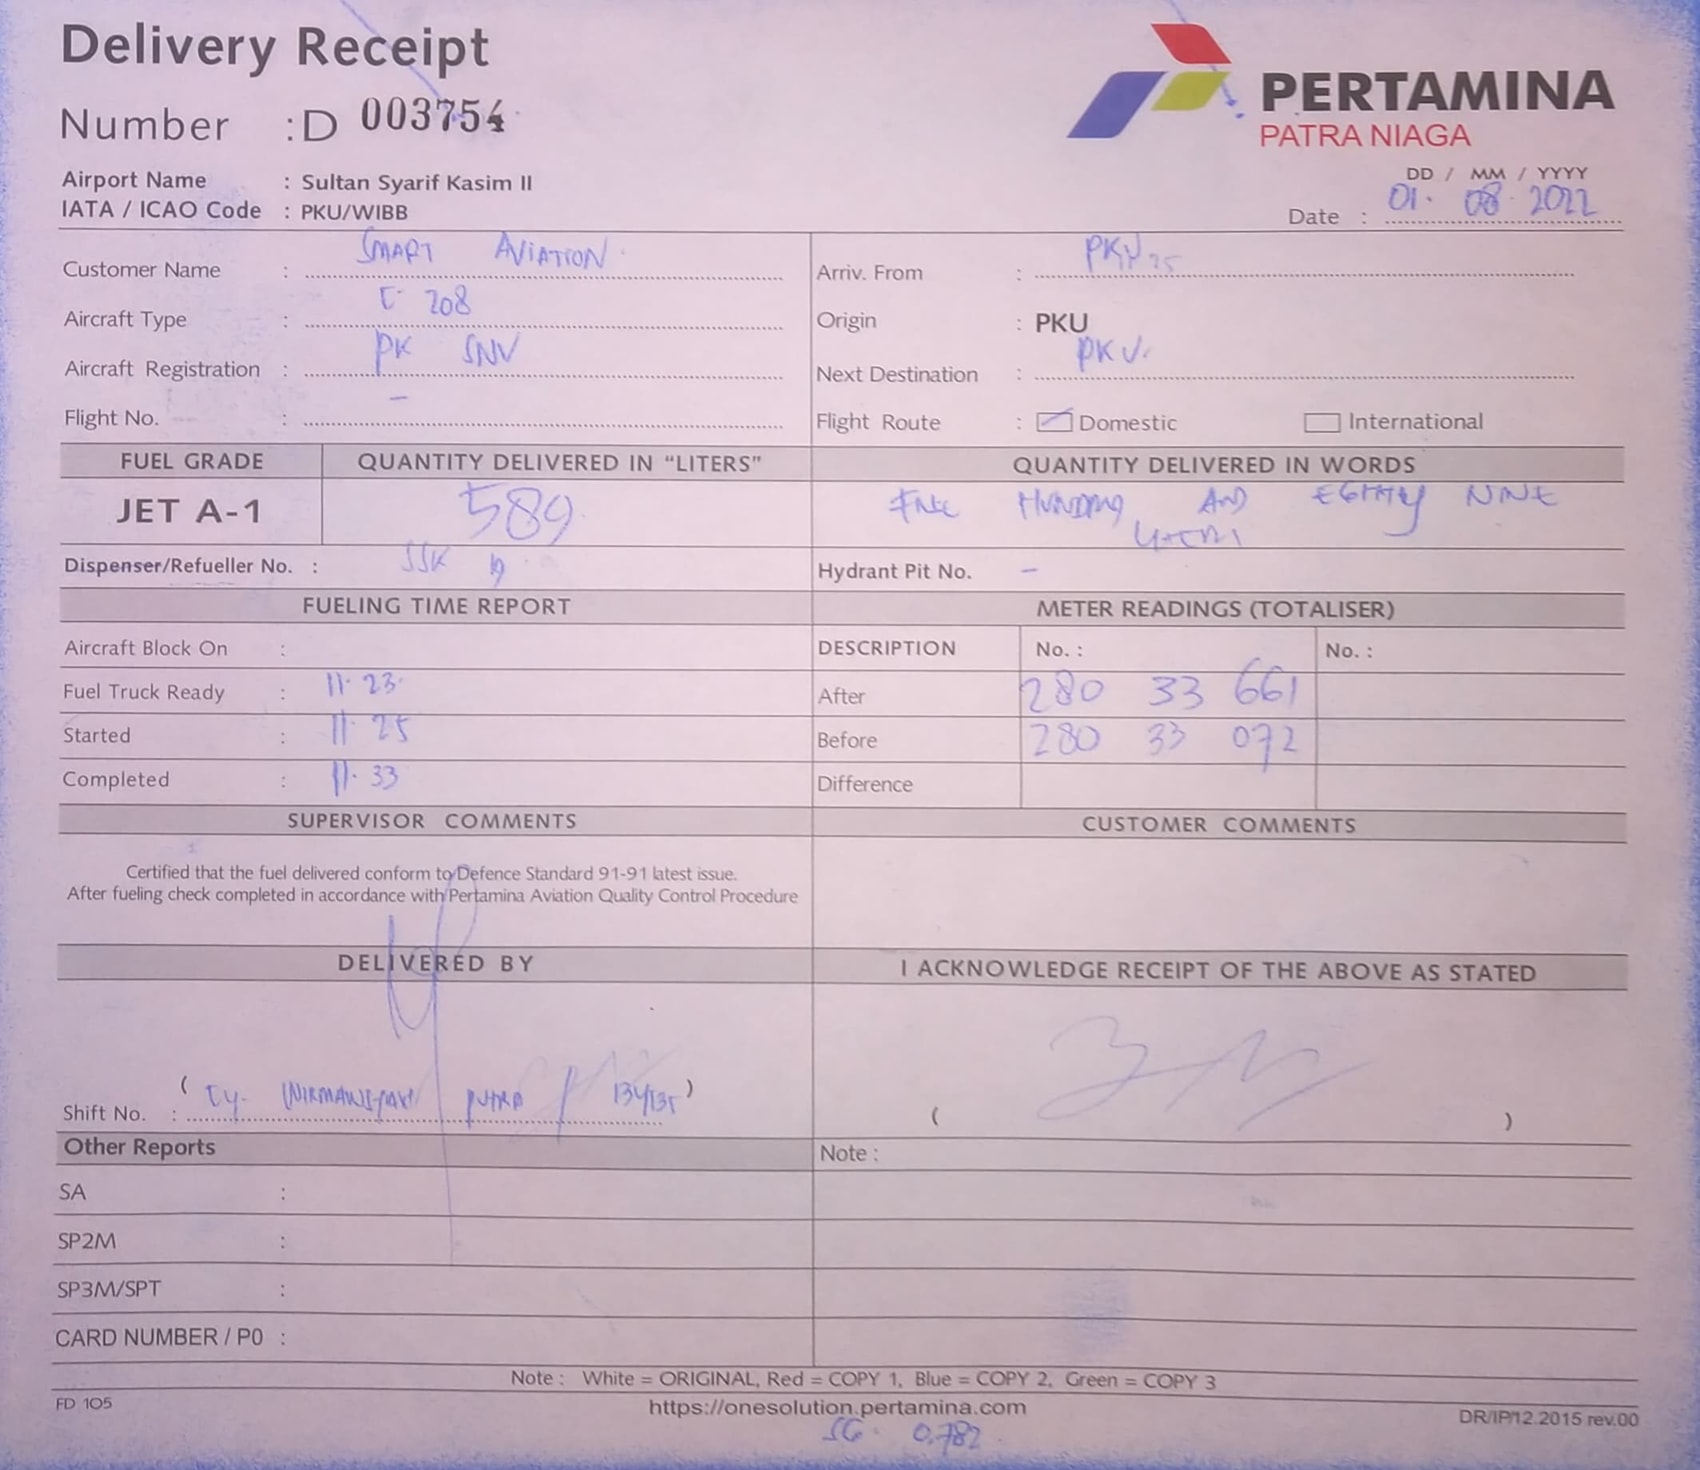 Delivery Receipt
Number : D 003754
PERTAMINA
PATRA NIAGA
Airport Name : Sultan Syarif Kasim II
IATA / ICAO Code : PKU/WIBB
DD / MM / YYYY
Date : 01. 08. 2022
Customer Name : SMART AVIATION
Arriv. From : PKU
Aircraft Type : C 208
Origin : PKU
Aircraft Registration : PK SNV
Next Destination : PKU
Flight No. : -
Flight Route : Domestic International
FUEL GRADE QUANTITY DELIVERED IN “LITERS” QUANTITY DELIVERED IN WORDS
JET A-1 589 HUNDRED AND EIGHTY NINE
Dispenser/Refueller No. : SSK
Hydrant Pit No. -
FUELING TIME REPORT METER READINGS (TOTALISER)
Aircraft Block On :
DESCRIPTION No. : No. :
Fuel Truck Ready : 11. 23
After 280 33 661
Started : 11. 25
Before 280 33 072
Completed : 11. 33
Difference
SUPERVISOR COMMENTS CUSTOMER COMMENTS
Certified that the fuel delivered conform to Defence Standard 91-91 latest issue.
After fueling check completed in accordance with Pertamina Aviation Quality Control Procedure
DELIVERED BY I ACKNOWLEDGE RECEIPT OF THE ABOVE AS STATED
( PUTRA / 134/135 )
Shift No. :
( )
Other Reports
Note :
SA :
SP2M :
SP3M/SPT :
CARD NUMBER / P0 :
Note : White = ORIGINAL, Red = COPY 1, Blue = COPY 2, Green = COPY 3
FD 105
https://onesolution.pertamina.com
DR/IP/12.2015 rev.00
SG. 0.782